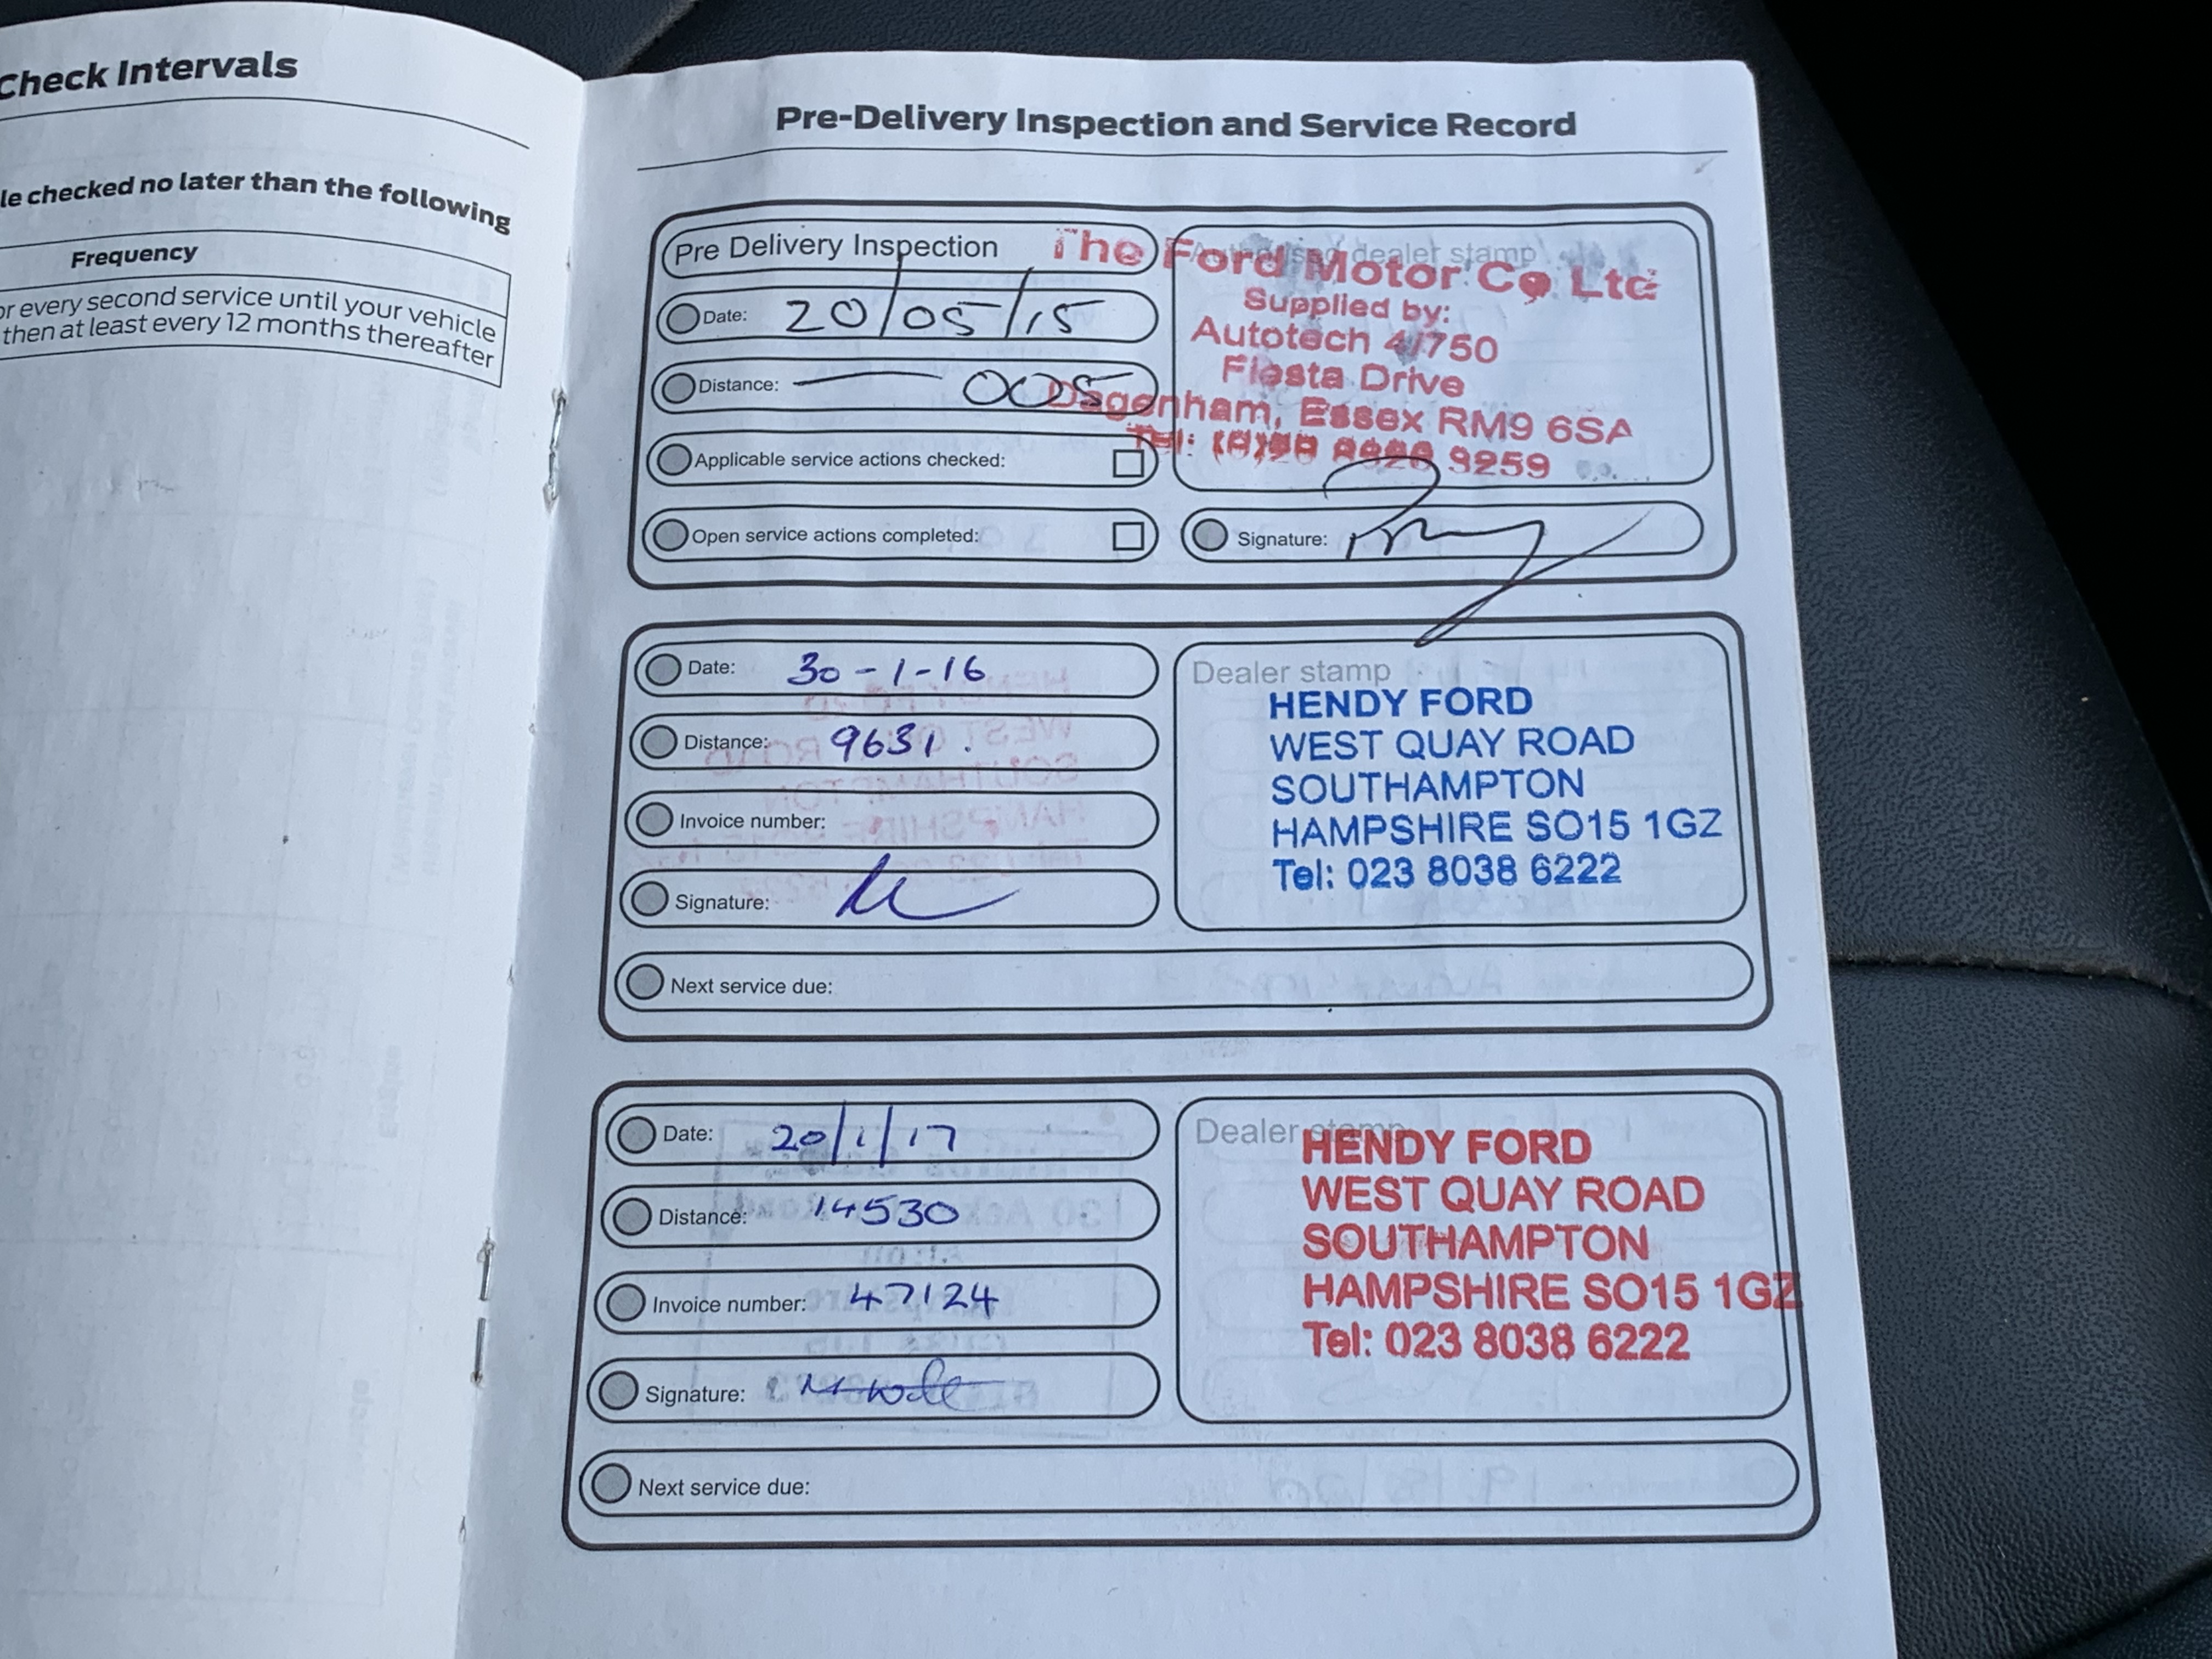 Check Intervals
le checked no later than the following
Frequency
or every second service until your vehicle
then at least every 12 months thereafter
Pre-Delivery Inspection and Service Record
Pre Delivery Inspection
Date: 20/05/15
Distance: 005
Applicable service actions checked:
Open service actions completed:
dealer stamp
The Ford Motor Co Ltd
Supplied by:
Autotech 4/750
Fiesta Drive
Dagenham, Essex RM9 6SA
Tel: 9259
Signature:
Date: 30-1-16
Distance: 9631.
Invoice number:
Signature:
Next service due:
Dealer stamp
HENDY FORD
WEST QUAY ROAD
SOUTHAMPTON
HAMPSHIRE SO15 1GZ
Tel: 023 8038 6222
Date: 20/1/17
Distance: 14530
Invoice number: 47124
Signature:
Next service due:
Dealer stamp
HENDY FORD
WEST QUAY ROAD
SOUTHAMPTON
HAMPSHIRE SO15 1GZ
Tel: 023 8038 6222